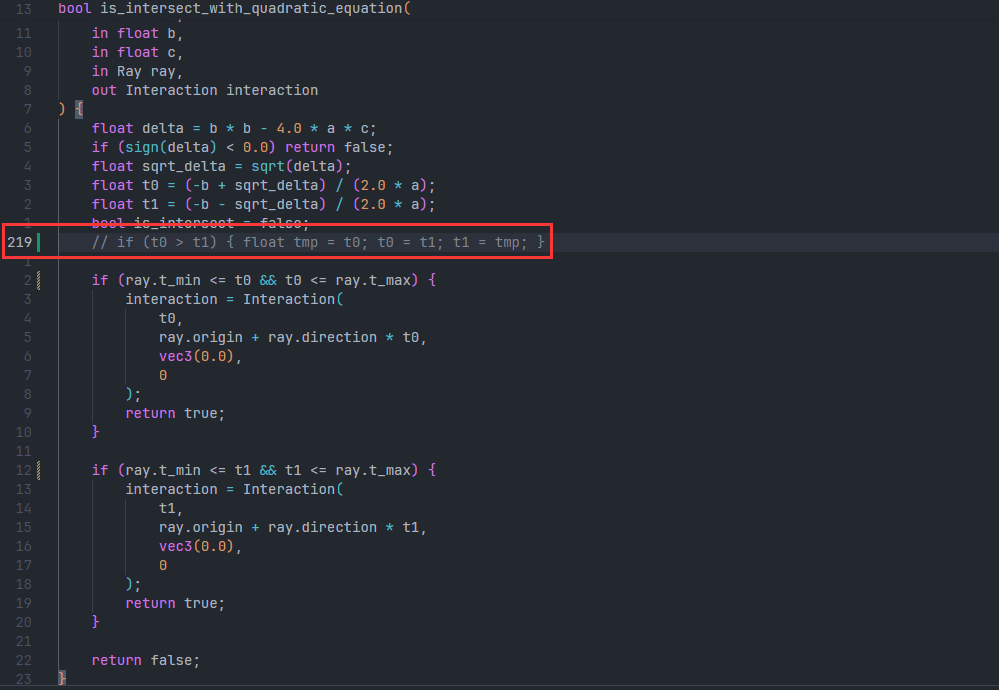 13 bool is_intersect_with_quadratic_equation(
11 in float b,
10 in float c,
9 in Ray ray,
8 out Interaction interaction
7 ) {
6 float delta = b * b - 4.0 * a * c;
5 if (sign(delta) < 0.0) return false;
4 float sqrt_delta = sqrt(delta);
3 float t0 = (-b + sqrt_delta) / (2.0 * a);
2 float t1 = (-b - sqrt_delta) / (2.0 * a);
1 bool is_intersect = false;
219 // if (t0 > t1) { float tmp = t0; t0 = t1; t1 = tmp; }
1
2 if (ray.t_min <= t0 && t0 <= ray.t_max) {
3 interaction = Interaction(
4 t0,
5 ray.origin + ray.direction * t0,
6 vec3(0.0),
7 0
8 );
9 return true;
10 }
11
12 if (ray.t_min <= t1 && t1 <= ray.t_max) {
13 interaction = Interaction(
14 t1,
15 ray.origin + ray.direction * t1,
16 vec3(0.0),
17 0
18 );
19 return true;
20 }
21
22 return false;
23 }